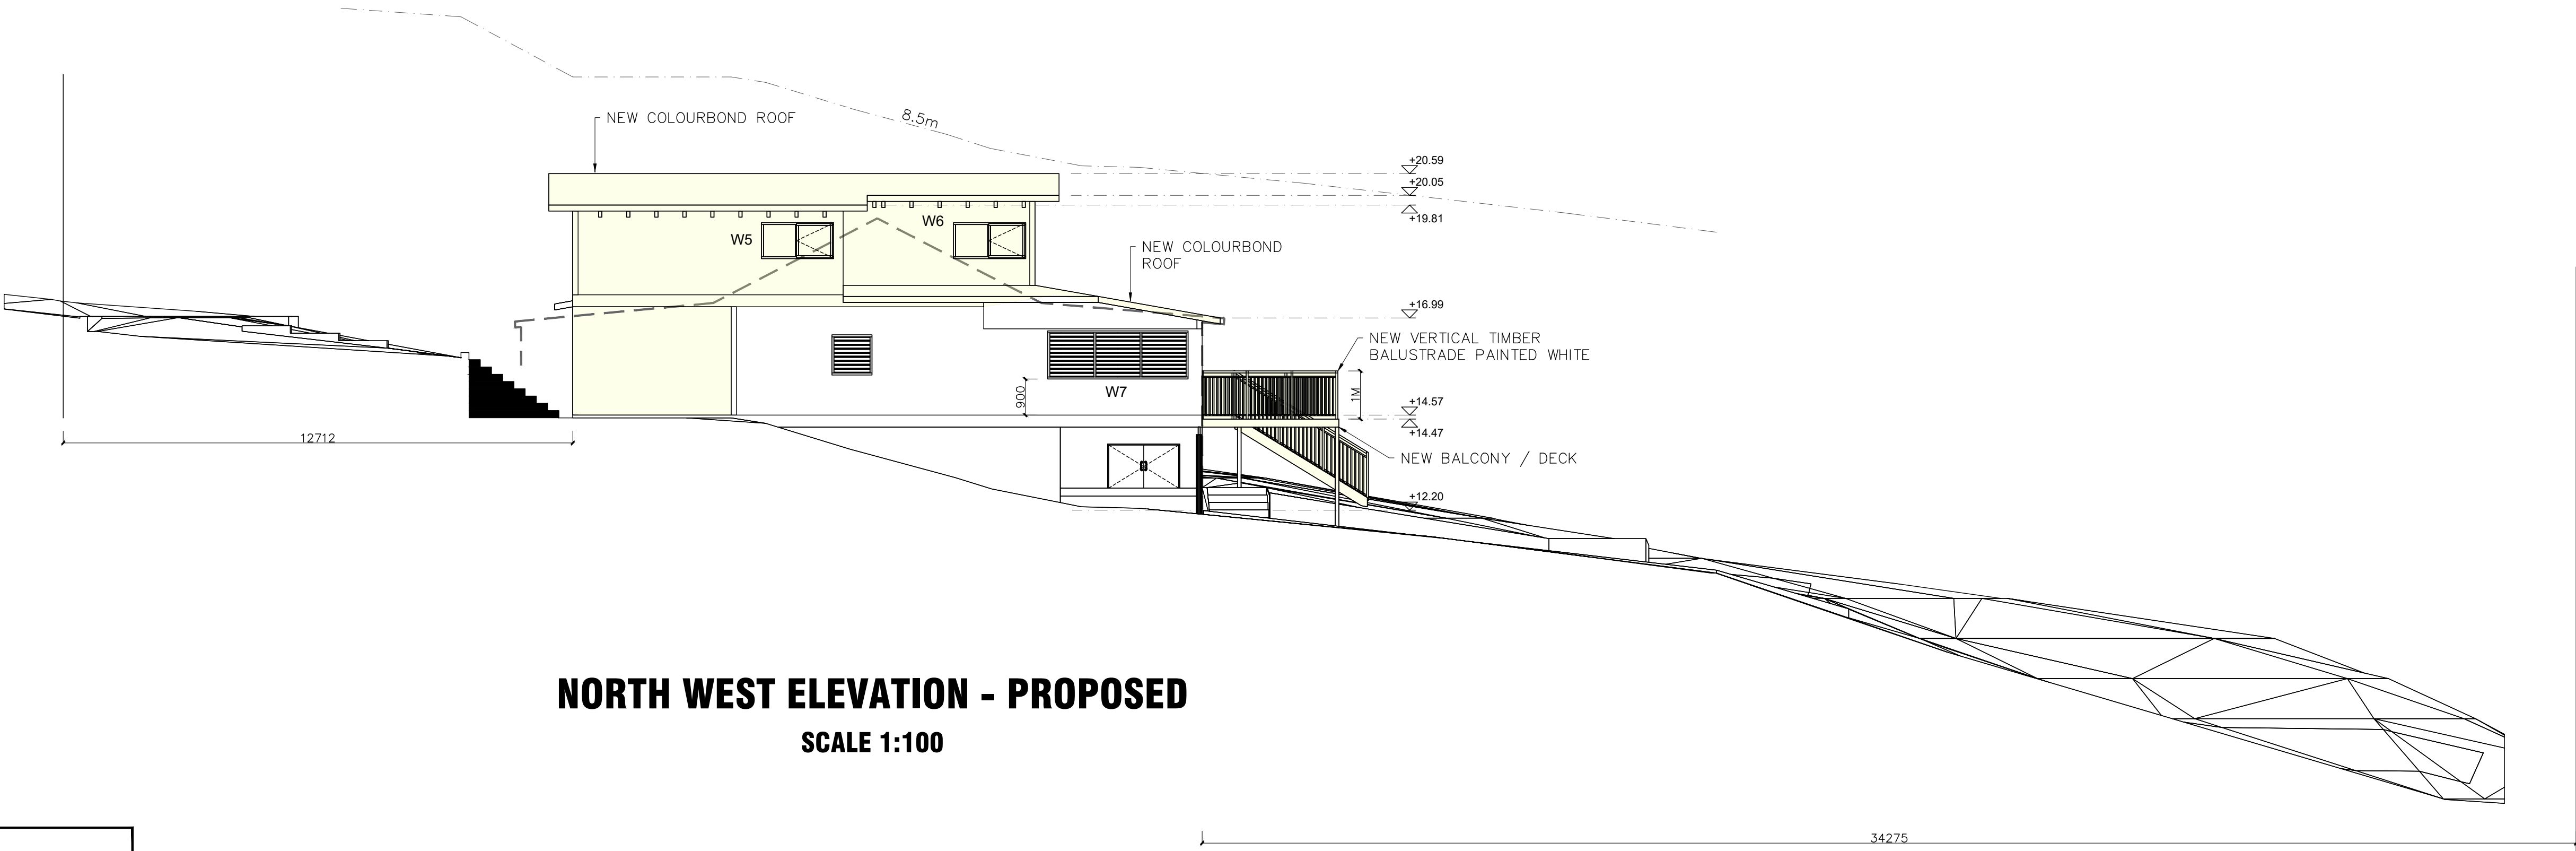 8.5m
NEW COLOURBOND ROOF
+20.59
+20.05
+19.81
W5
W6
NEW COLOURBOND
ROOF
+16.99
NEW VERTICAL TIMBER
BALUSTRADE PAINTED WHITE
900
W7
1M
+14.57
+14.47
12712
NEW BALCONY / DECK
+12.20
NORTH WEST ELEVATION - PROPOSED
SCALE 1:100
34275